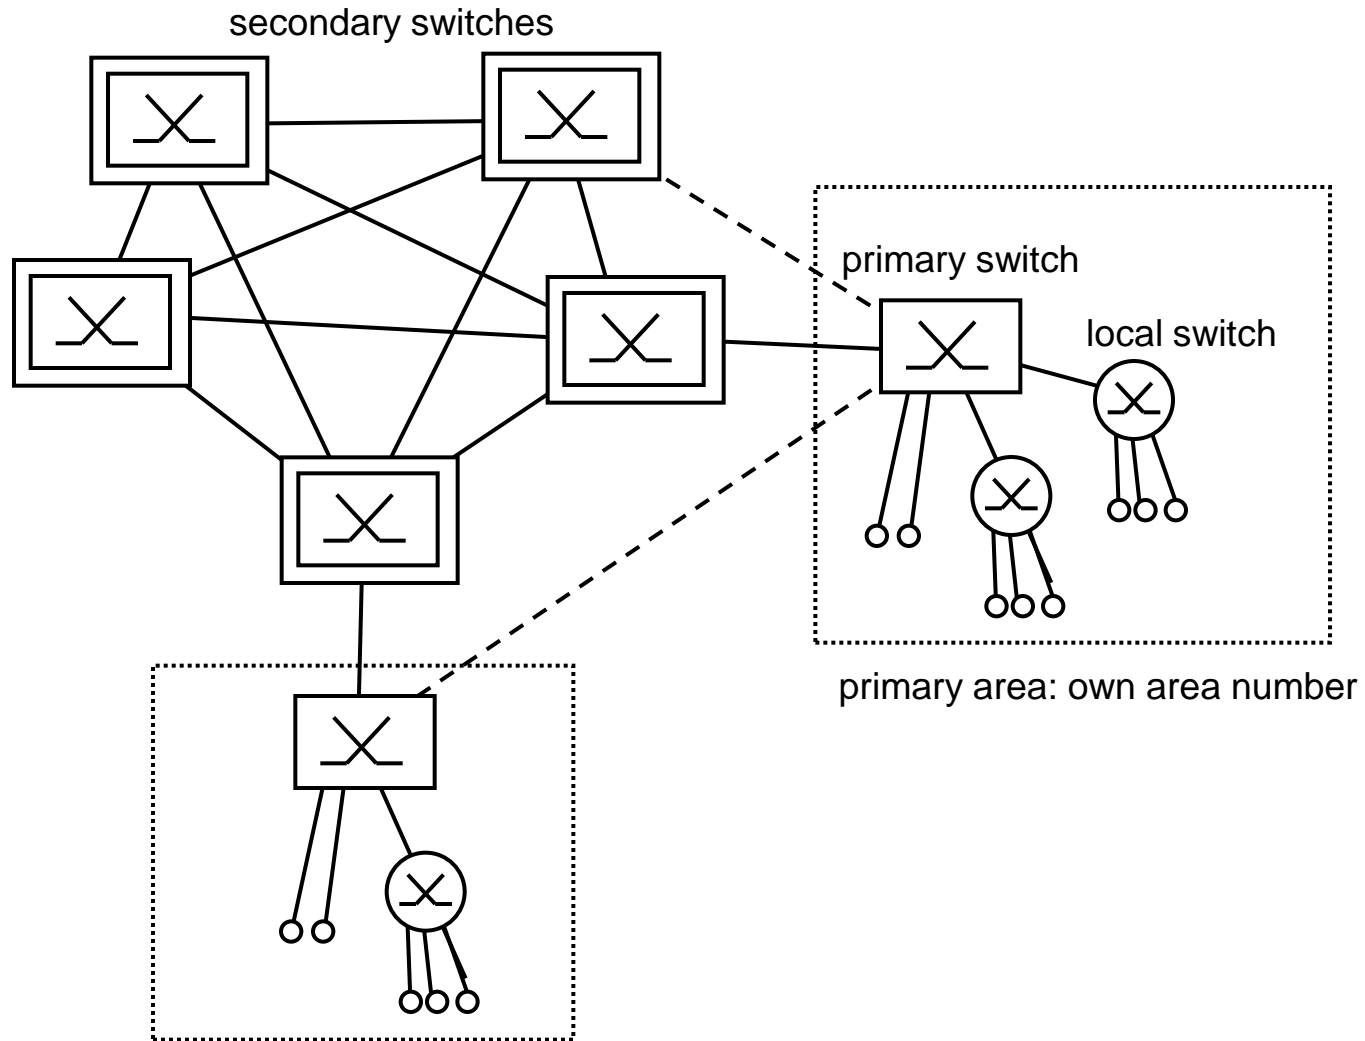 secondary switches
primary switch
local switch
primary area: own area number